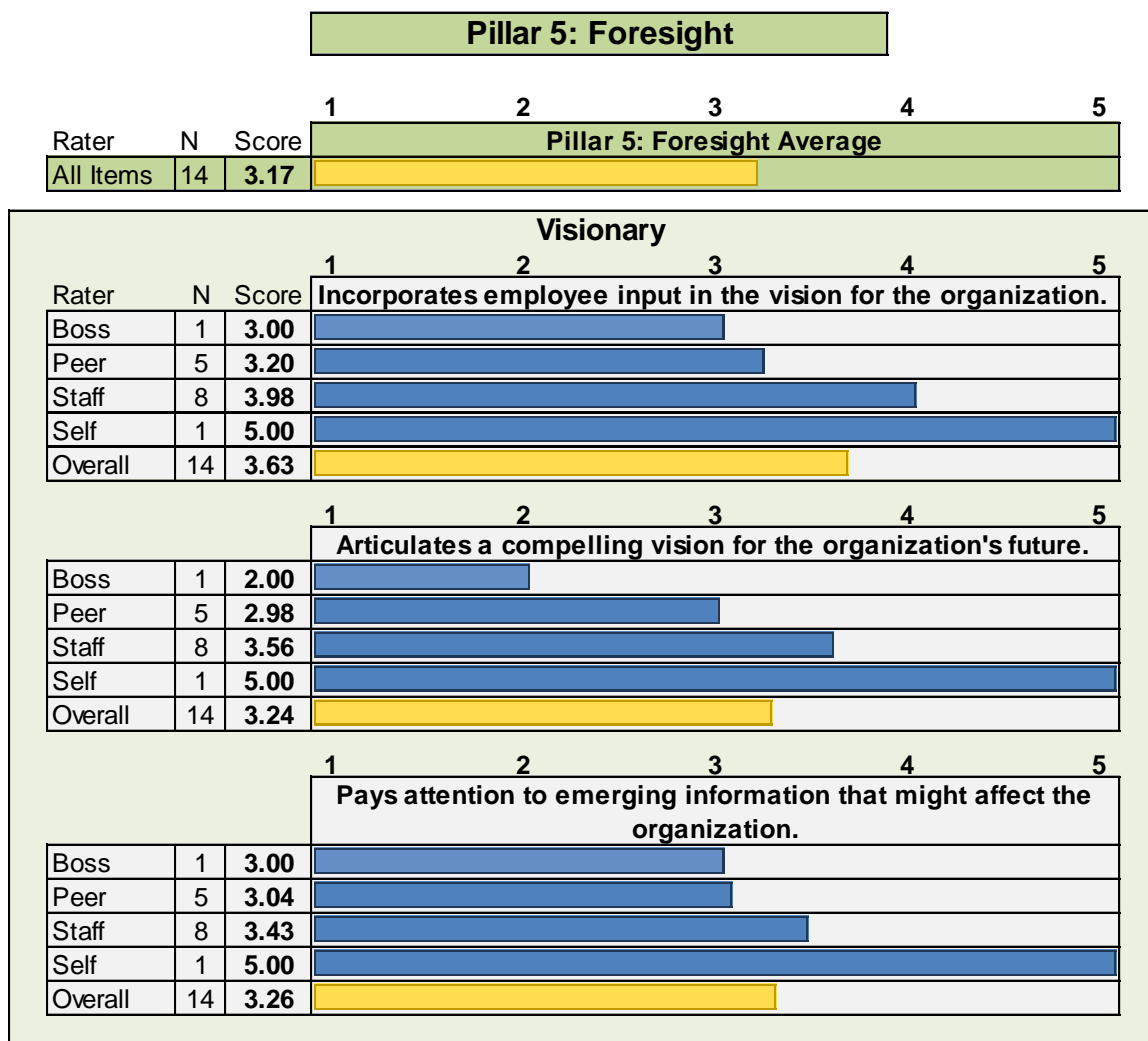 Pillar 5: Foresight
1 2 3 4 5
Rater N Score Pillar 5: Foresight Average
All Items 14 3.17
Visionary
1 2 3 4 5
Rater N Score Incorporates employee input in the vision for the organization.
Boss 1 3.00
Peer 5 3.20
Staff 8 3.98
Self 1 5.00
Overall 14 3.63
1 2 3 4 5
Articulates a compelling vision for the organization's future.
Boss 1 2.00
Peer 5 2.98
Staff 8 3.56
Self 1 5.00
Overall 14 3.24
1 2 3 4 5
Pays attention to emerging information that might affect the
organization.
Boss 1 3.00
Peer 5 3.04
Staff 8 3.43
Self 1 5.00
Overall 14 3.26